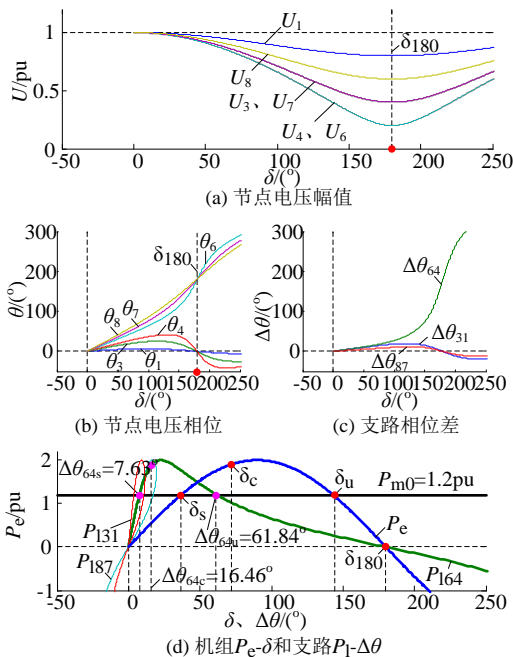 U/pu
1
0.5
0
U₁
U₈
U₃、U₇
U₄、U₆
δ₁₈₀
-50 0 50 100 150 200 250
δ/(°)
(a) 节点电压幅值
θ/(°)
300
200
100
0
δ₁₈₀
θ₆
θ₈
θ₇
θ₄
θ₃
θ₁
-50 0 50 100 150 200 250
δ/(°)
(b) 节点电压相位
Δθ/(°)
300
200
100
0
Δθ₆₄
Δθ₃₁
Δθ₈₇
-50 0 50 100 150 200 250
δ/(°)
(c) 支路相位差
Pₑ/pu
2
1
0
Δθ₆₄ₛ=7.63°
δc
δᵤ
Pm0=1.2pu
δₛ
Pₑ
Pl31
Δθ₆₄ᵤ=61.84°
δ₁₈₀
Pl87
Δθ64c=16.46°
Pl64
-50 0 50 100 150 200 250
δ、Δθ/(°)
(d) 机组Pₑ-δ和支路Pl-Δθ